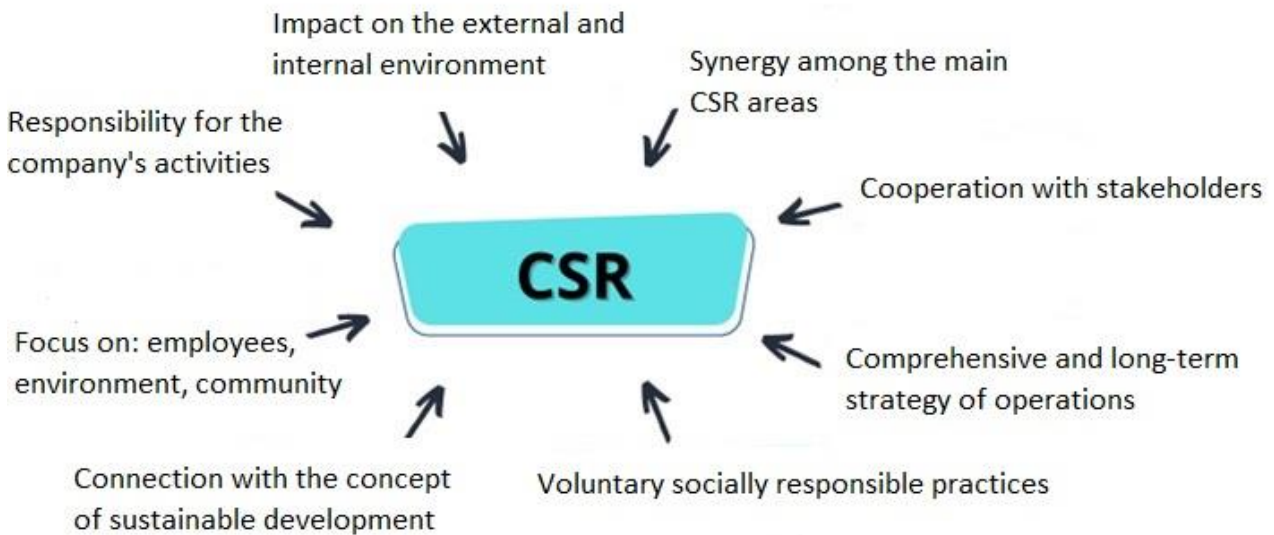 Impact on the external and
internal environment
Synergy among the main
CSR areas
Responsibility for the
company's activities
Cooperation with stakeholders
CSR
Focus on: employees,
environment, community
Comprehensive and long-term
strategy of operations
Connection with the concept
of sustainable development
Voluntary socially responsible practices